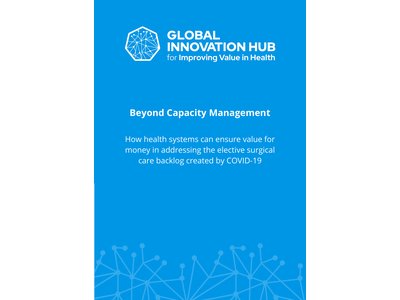 GLOBAL
INNOVATION HUB
for Improving Value in Health
Beyond Capacity Management
How health systems can ensure value for
money in addressing the elective surgical
care backlog created by COVID-19